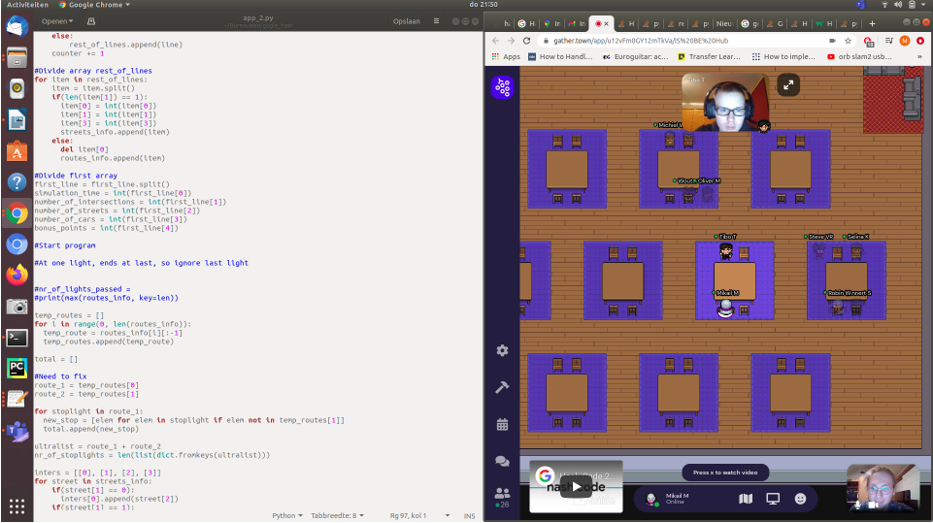 Activiteiten
Google Chrome
do 21:50
Openen
app_2.py
Opslaan
else:
rest_of_lines.append(line)
counter += 1
#Divide array rest_of_lines
for item in rest_of_lines:
item = item.split()
if(len(item[1]) == 1):
item[0] = int(item[0])
item[1] = int(item[1])
item[3] = int(item[3])
streets_info.append(item)
else:
del item[0]
routes_info.append(item)
#Divide first array
first_line = first_line.split()
simulation_time = int(first_line[0])
number_of_intersections = int(first_line[1])
number_of_streets = int(first_line[2])
number_of_cars = int(first_line[3])
bonus_points = int(first_line[4])
#Start program
#At one light, ends at last, so ignore last light
#nr_of_lights_passed =
#print(max(routes_info, key=len))
temp_routes = []
for i in range(0, len(routes_info)):
temp_route = routes_info[i][:-1]
temp_routes.append(temp_route)
total = []
#Need to fix
route_1 = temp_routes[0]
route_2 = temp_routes[1]
for stoplight in route_1:
new_stop = [elem for elem in stoplight if elem not in temp_routes[1]]
total.append(new_stop)
ultralist = route_1 + route_2
nr_of_stoplights = len(list(dict.fromkeys(ultralist)))
inters = [[0], [1], [2], [3]]
for street in streets_info:
if(street[1] == 0):
inters[0].append(street[2])
if(street[1] == 1):
Python
Tabbreedte: 8
Rg 97, kol 1
INS
gather.town/app/u12vFm0GY12mTkVa/IS%20BE%20Hub
Apps
How to Handl...
Euroguitar: ac...
Transfer Lear...
How to imple...
orb slam2 usb...
»
Tibo T
Michiel
Wout K
Oliver M
Tibo T
Steve VR
Selina K
Mikail M
Robin Winnert S
Press x to watch video
Hash Code 2
hashcode
Mikail M
Online
26